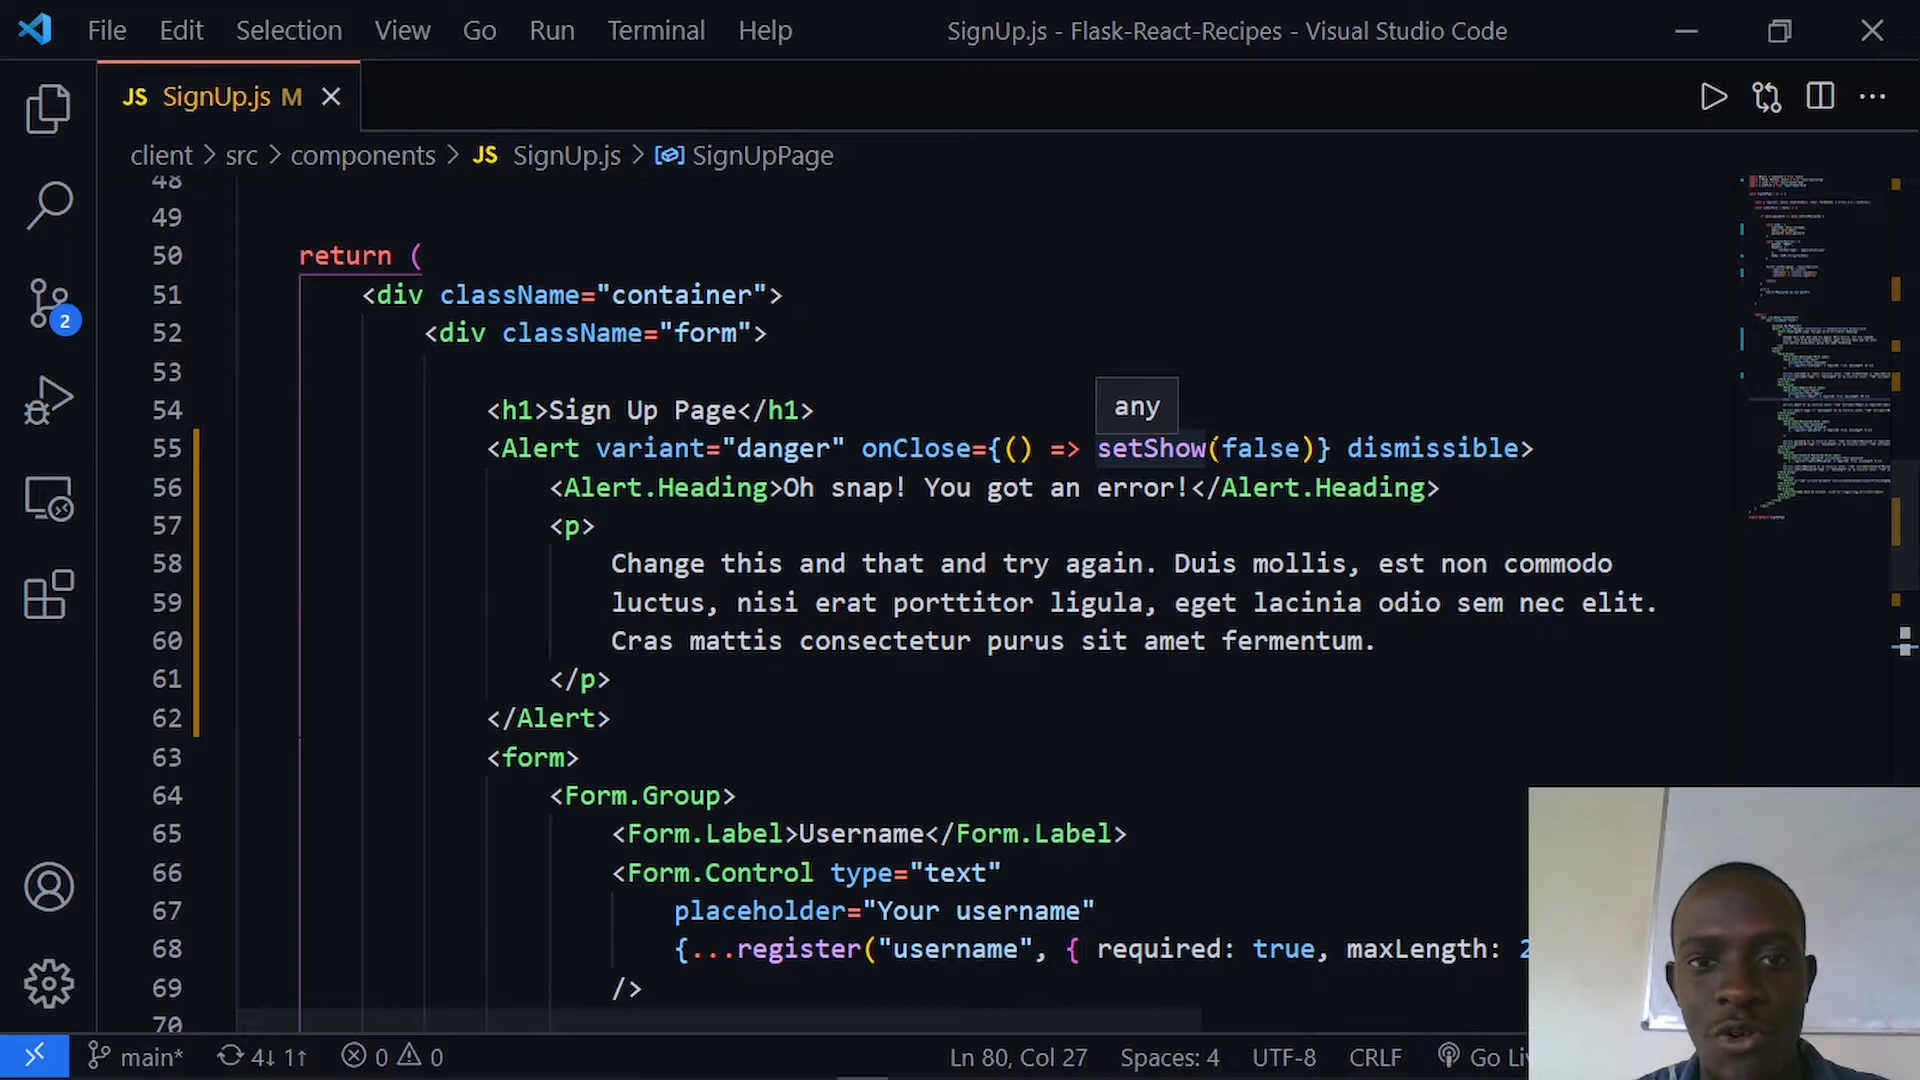 File Edit Selection View Go Run Terminal Help SignUp.js - Flask-React-Recipes - Visual Studio Code
JS SignUp.js M
client > src > components > JS SignUp.js > SignUpPage
48
49
50 return (
51 <div className="container">
52 <div className="form">
53
any
54 <h1>Sign Up Page</h1>
55 <Alert variant="danger" onClose={() => setShow(false)} dismissible>
56 <Alert.Heading>Oh snap! You got an error!</Alert.Heading>
57 <p>
58 Change this and that and try again. Duis mollis, est non commodo
59 luctus, nisi erat porttitor ligula, eget lacinia odio sem nec elit.
60 Cras mattis consectetur purus sit amet fermentum.
61 </p>
62 </Alert>
63 <form>
64 <Form.Group>
65 <Form.Label>Username</Form.Label>
66 <Form.Control type="text"
67 placeholder="Your username"
68 {...register("username", { required: true, maxLength: 2
69 />
70
2
main* 4↓ 1↑ 0 0 Ln 80, Col 27 Spaces: 4 UTF-8 CRLF Go Li